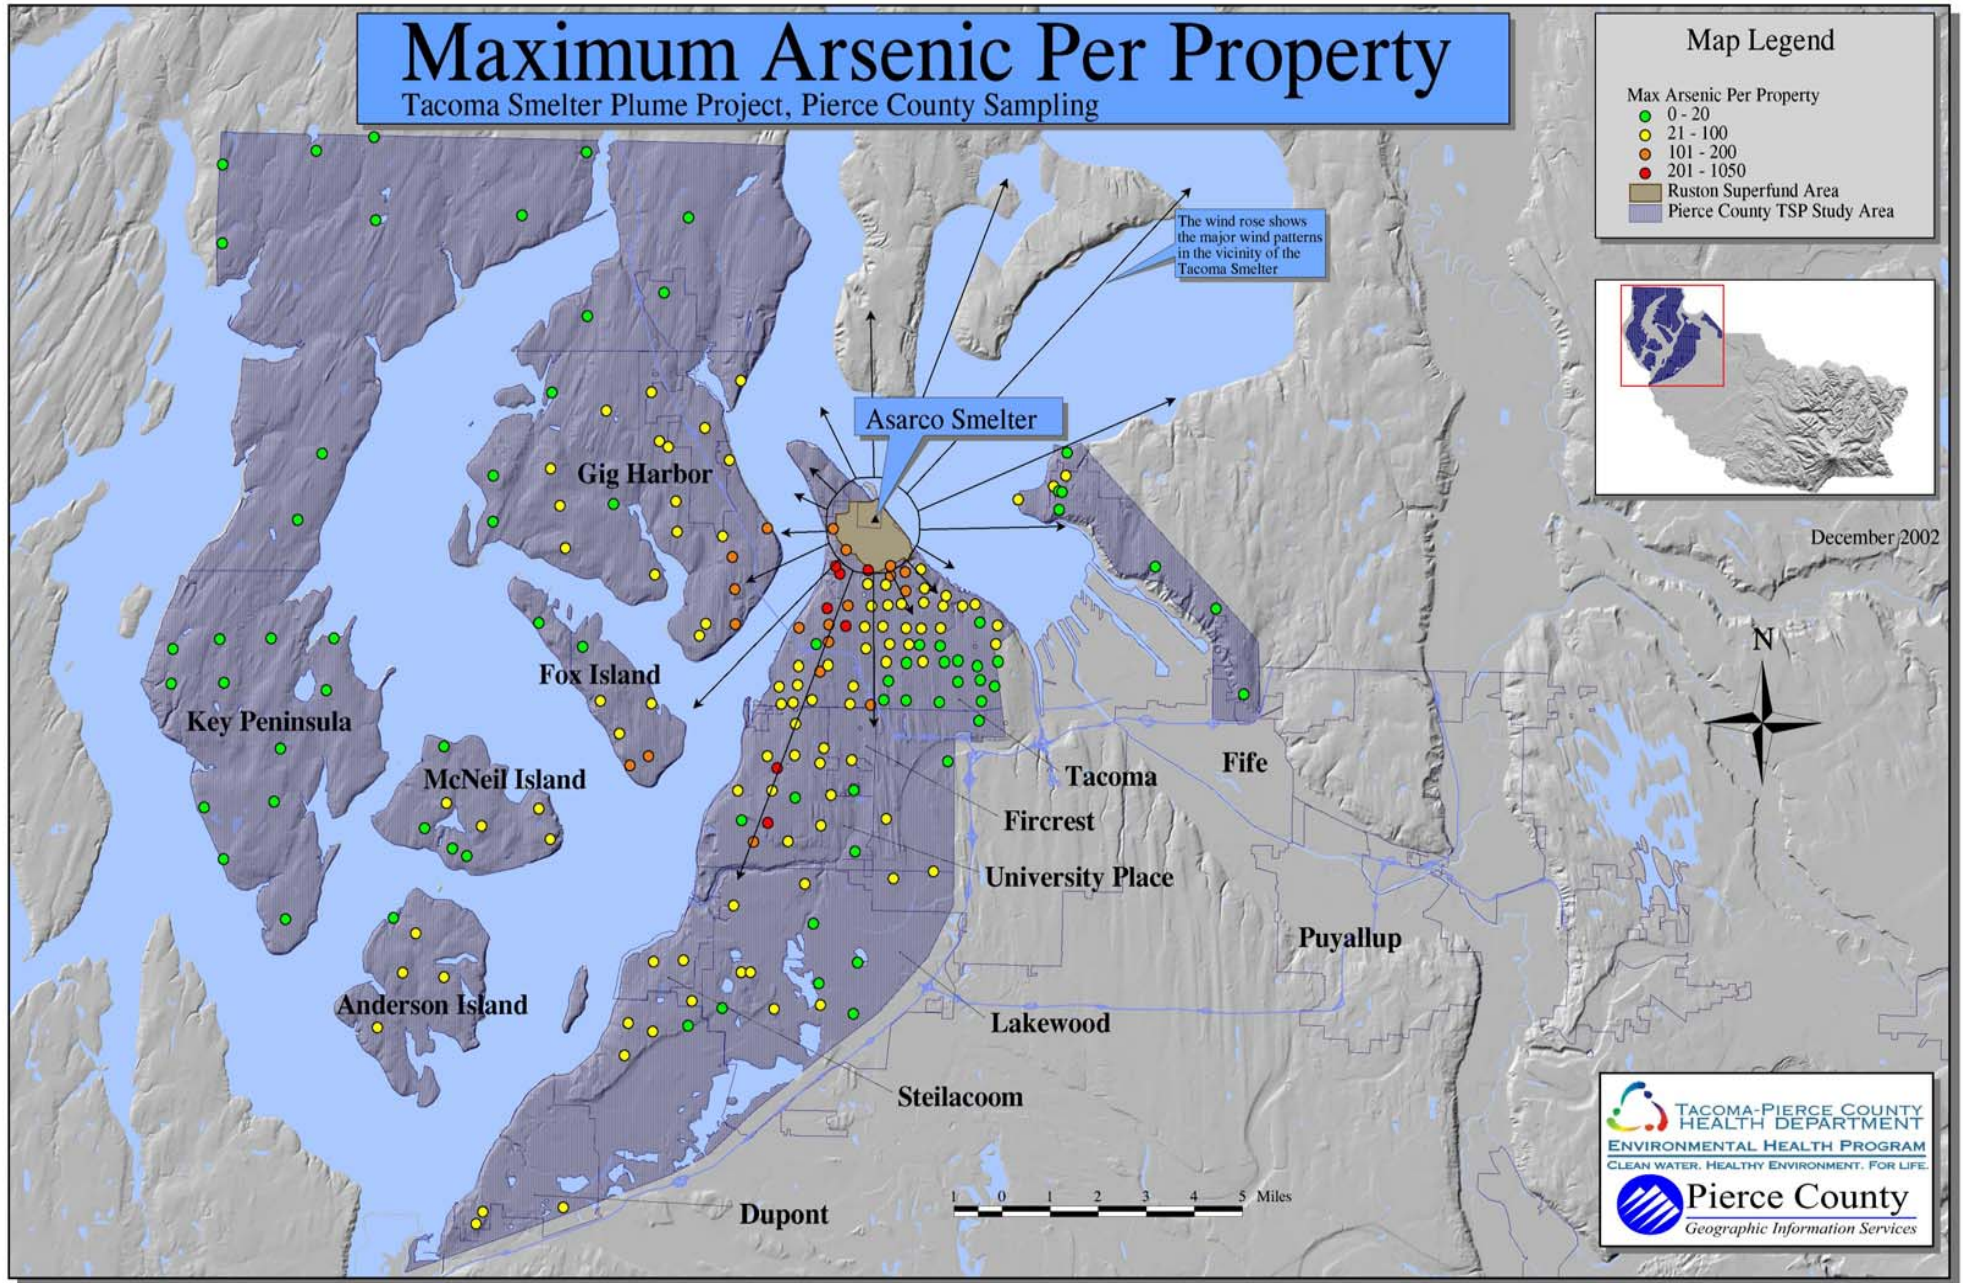 Maximum Arsenic Per Property
Tacoma Smelter Plume Project, Pierce County Sampling
Map Legend
Max Arsenic Per Property
0 - 20
21 - 100
101 - 200
201 - 1050
Ruston Superfund Area
Pierce County TSP Study Area
The wind rose shows
the major wind patterns
in the vicinity of the
Tacoma Smelter
Asarco Smelter
Gig Harbor
December 2002
N
Fox Island
Key Peninsula
McNeil Island
Tacoma
Fife
Fircrest
University Place
Puyallup
Anderson Island
Lakewood
Steilacoom
Dupont
1 0 1 2 3 4 5 Miles
TACOMA-PIERCE COUNTY
HEALTH DEPARTMENT
ENVIRONMENTAL HEALTH PROGRAM
CLEAN WATER. HEALTHY ENVIRONMENT. FOR LIFE.
Pierce County
Geographic Information Services